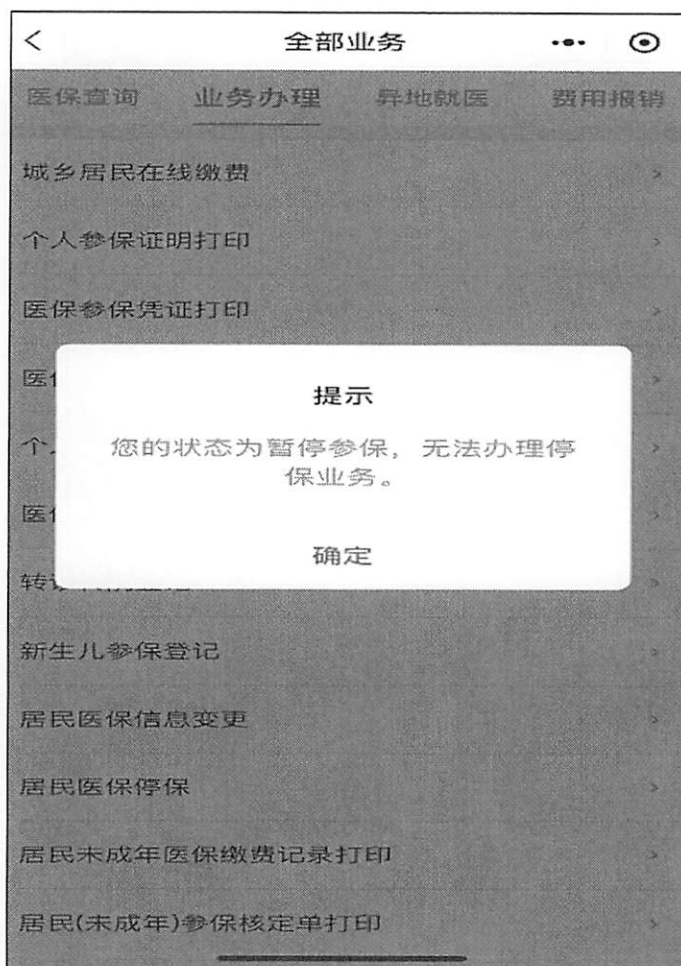 全部业务
医保查询 业务办理 异地就医 费用报销
城乡居民在线缴费
个人参保证明打印
医保参保凭证打印
医
提示
个
您的状态为暂停参保，无法办理停
保业务。
医
确定
转诊
新生儿参保登记
居民医保信息变更
居民医保停保
居民未成年医保缴费记录打印
居民(未成年)参保核定单打印